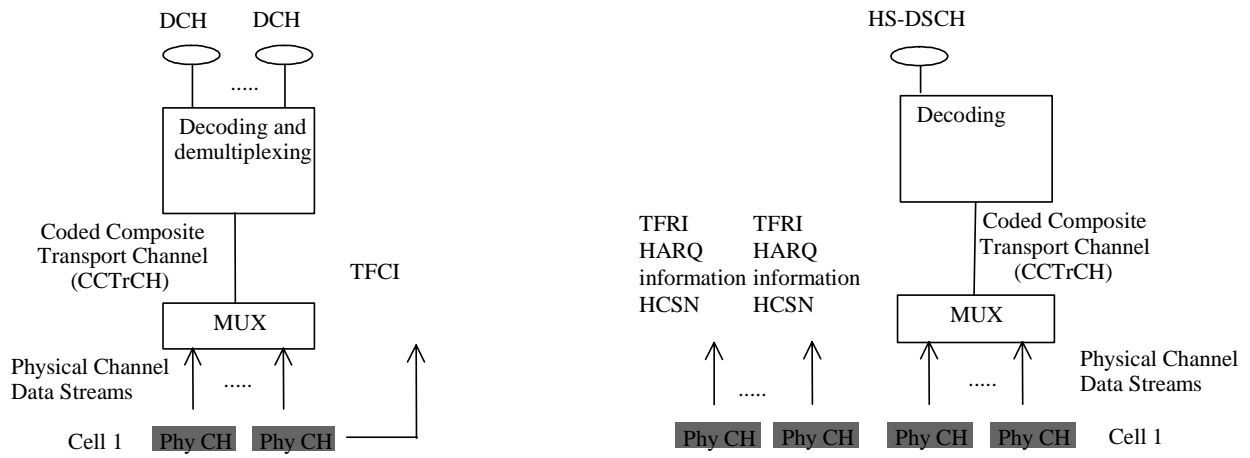 DCH DCH
.....
Decoding and
demultiplexing
Coded Composite
Transport Channel
(CCTrCH)
TFCI
MUX
Physical Channel
Data Streams
.....
Cell 1 Phy CH Phy CH
HS-DSCH
Decoding
TFRI
HARQ
information
HCSN
TFRI
HARQ
information
HCSN
Coded Composite
Transport Channel
(CCTrCH)
MUX
Physical Channel
Data Streams
.....
.....
Phy CH Phy CH Phy CH Phy CH Cell 1